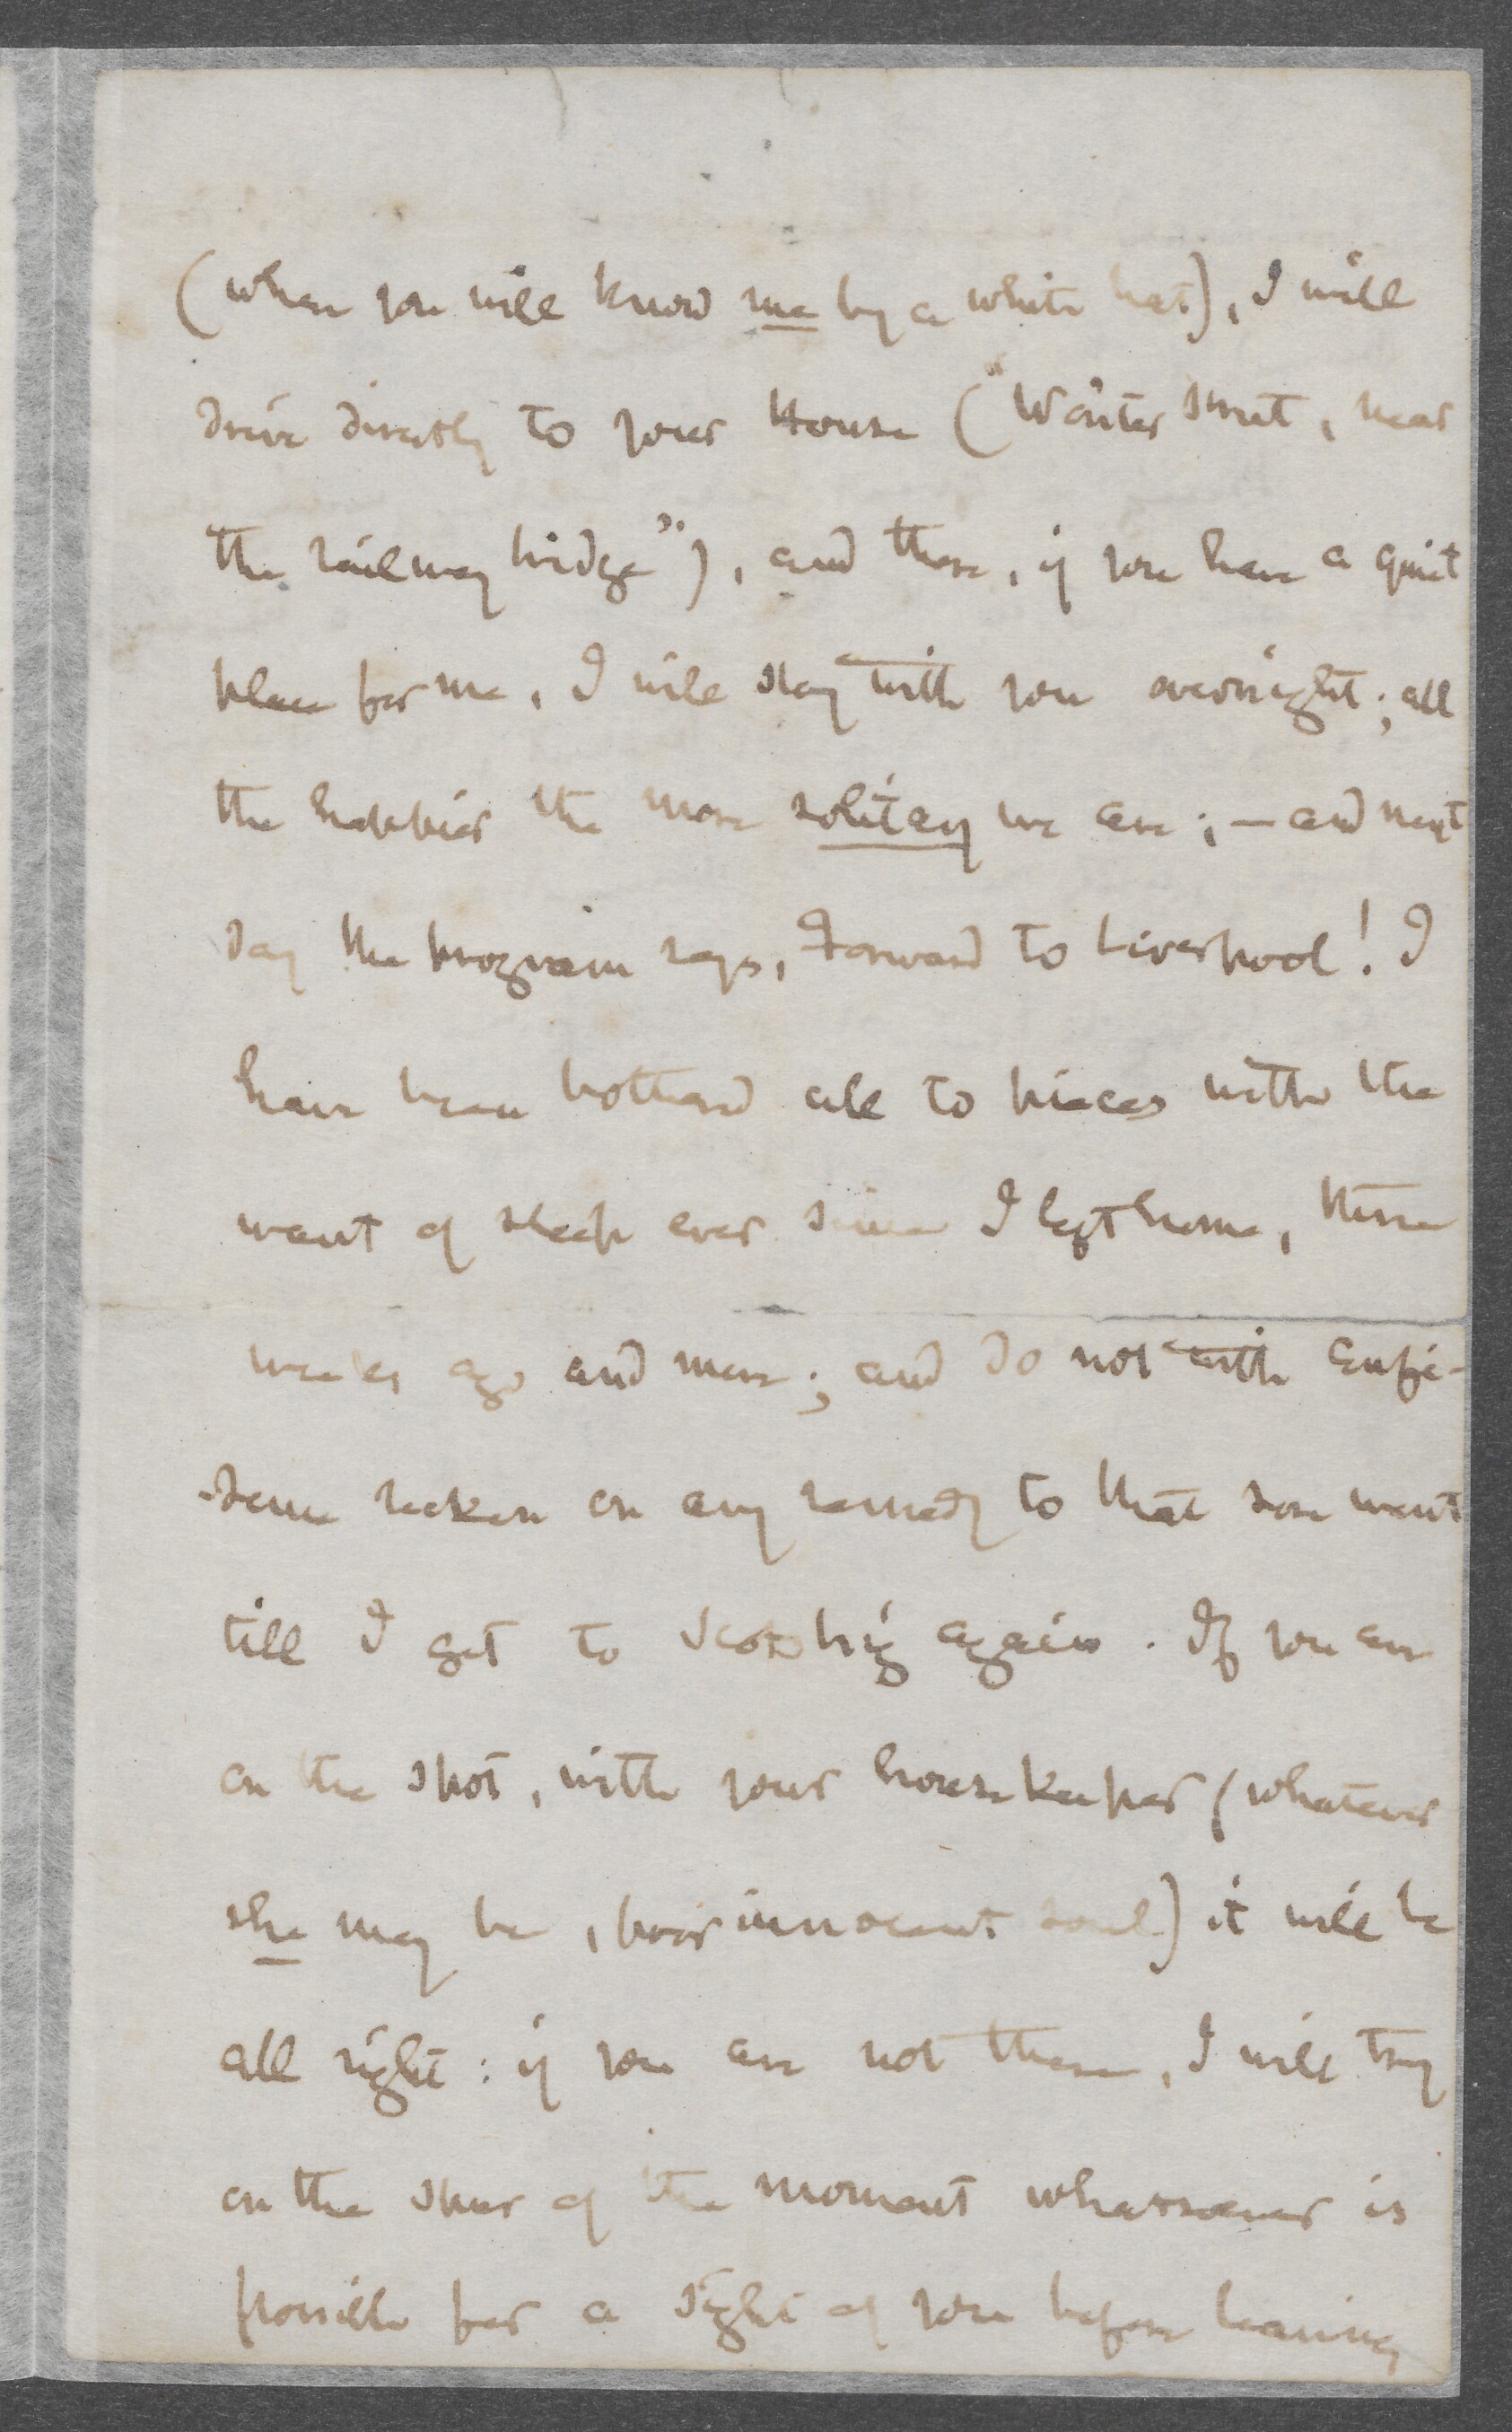 (where you will know me by a white hat), I will
drive directly to your House ("Water Street, near
the railway bridge"), and there, if you have a quiet
place for me, I will stay with you overnight; all
the happier the more solitary we are; — and next
day the program says, Forward to Liverpool! I
have been bothered all to pieces with the
want of sleep ever since I left home, three
weeks ago and more; and do not with confi-
-dence reckon on any remedy to that sore want
till I get to Scotsbrig again. If you are
on the spot, with your housekeeper (whatever
she may be, poor innocent soul) it will be
all right: if you are not there, I will try
on the spur of the moment whatsoever is
possible for a sight of you before leaving